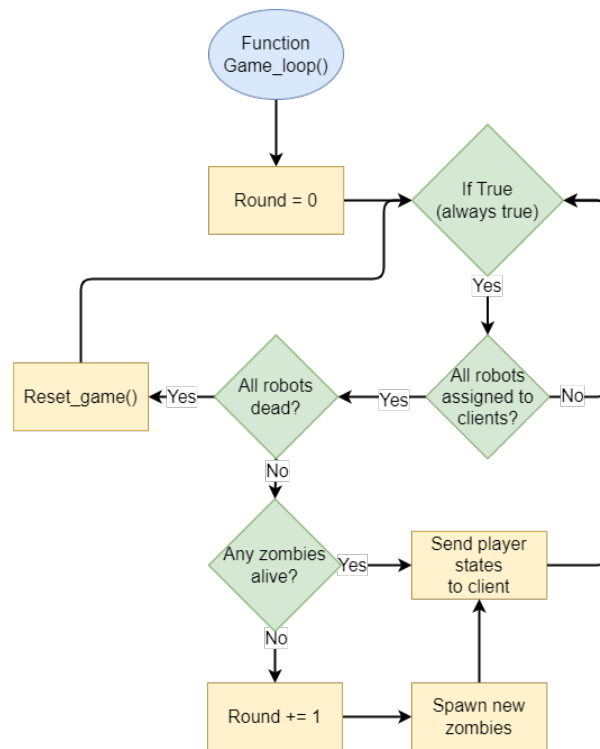 Function
Game_loop()
Round = 0
If True
(always true)
Yes
All robots
assigned to
clients?
No
Yes
All robots
dead?
Yes
Reset_game()
No
Any zombies
alive?
Yes
Send player
states
to client
No
Round += 1
Spawn new
zombies